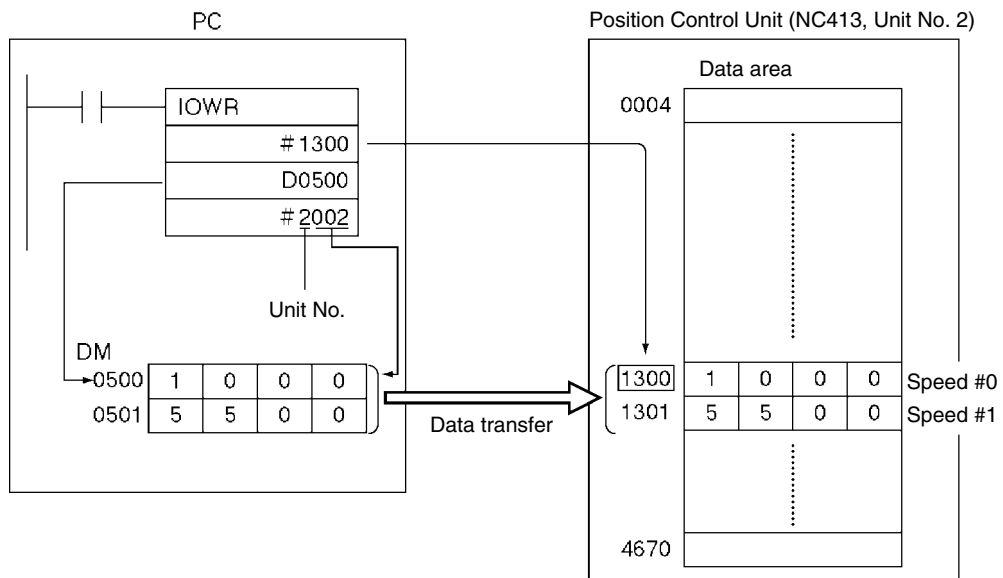 PC
IOWR
#1300
D0500
#2002
Unit No.
DM
0500 1 0 0 0
0501 5 5 0 0
Data transfer
Position Control Unit (NC413, Unit No. 2)
Data area
0004
1300 1 0 0 0 Speed #0
1301 5 5 0 0 Speed #1
4670